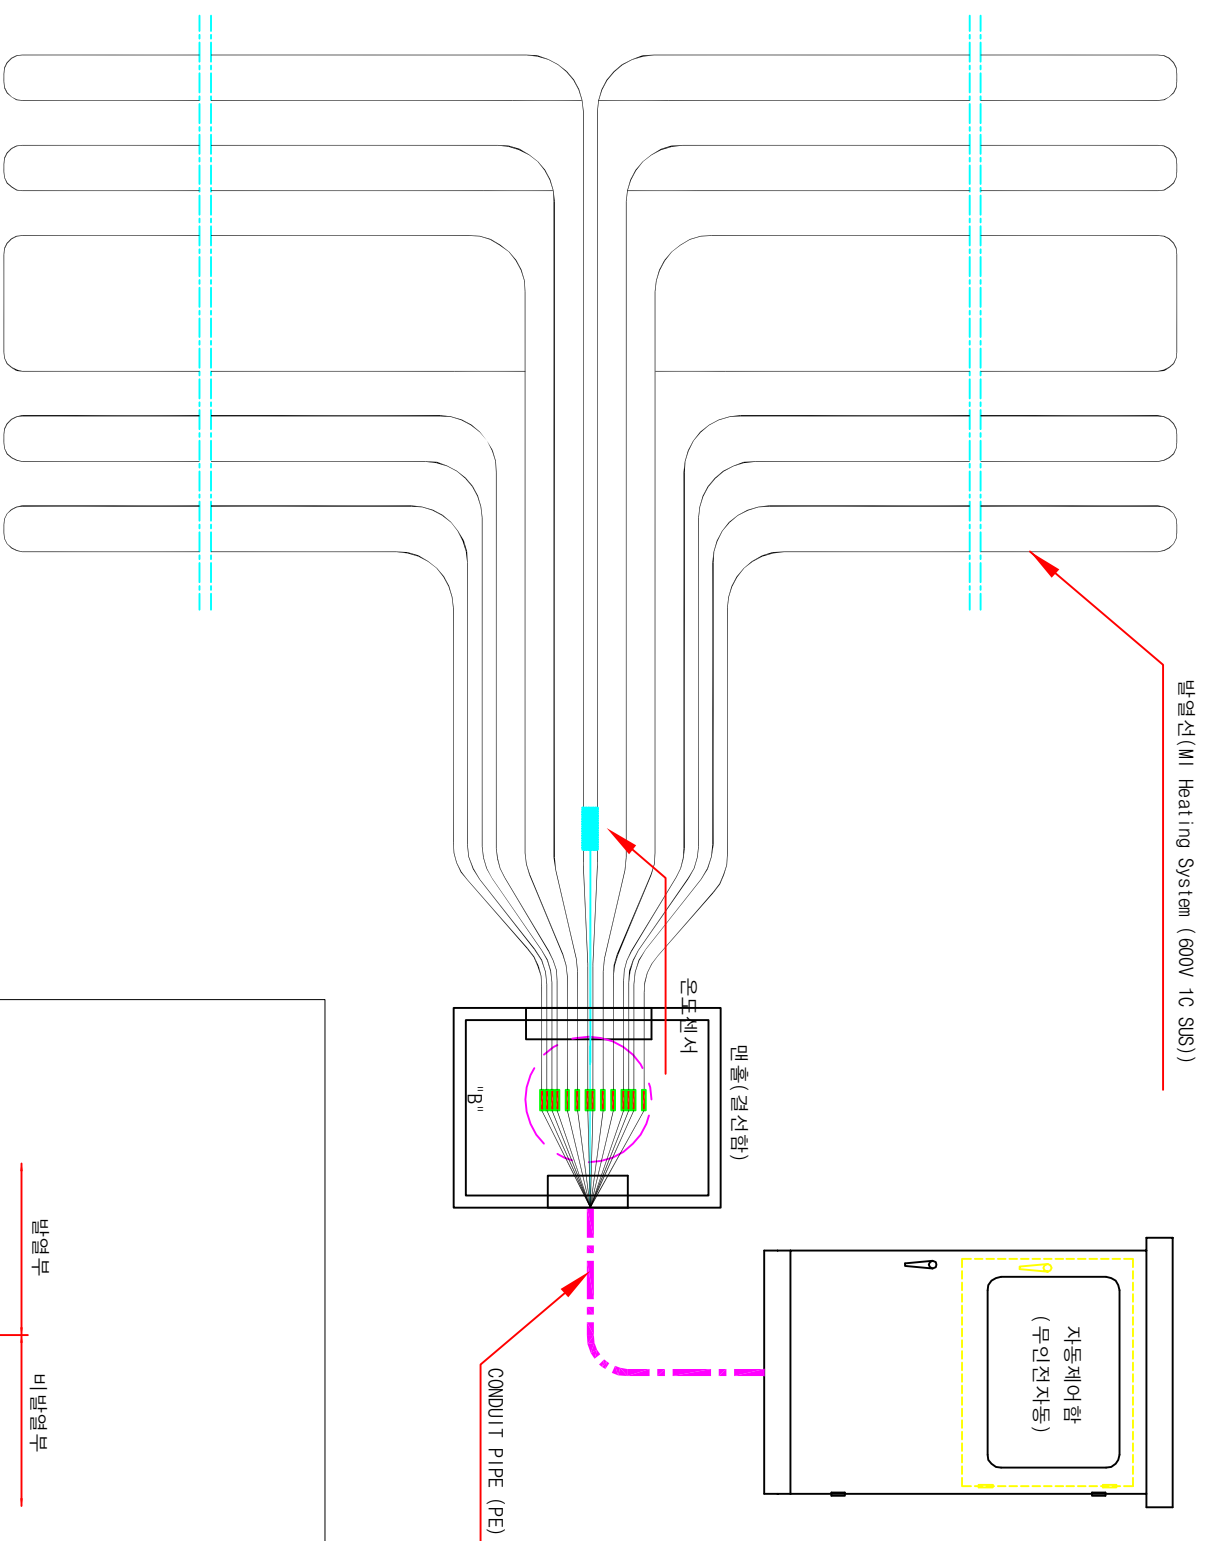 발열선(MI Heating System (600V 1C SUS))
온도센서
맨홀(결선함)
"B"
자동제어함
(무인전자동)
CONDUIT PIPE (PE)
발열부
비발열부